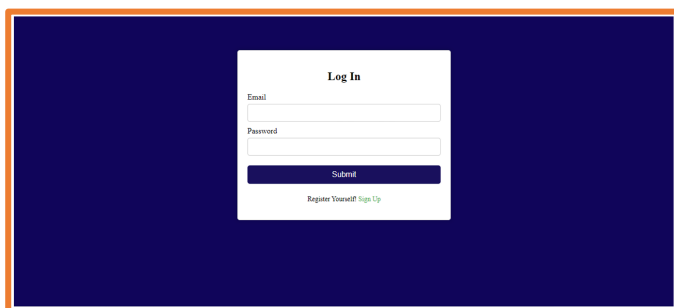 Log In
Email
Password
Submit
Register Yourself! Sign Up